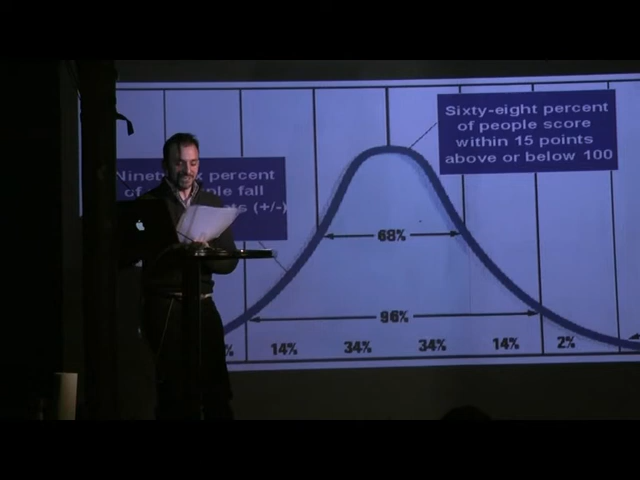 Sixty-eight percent
of people score
within 15 points
above or below 100
percent
fall
(+/-)
68%
96%
14% 34% 34% 14% 2%